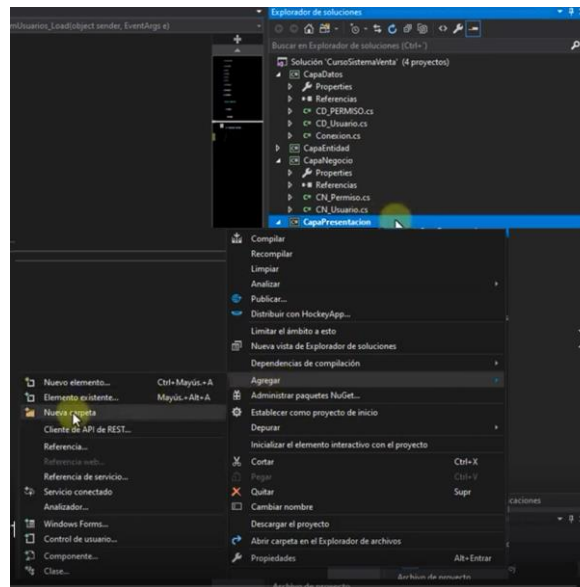 mUsuarios_Load(object sender, EventArgs e)
Explorador de soluciones
Buscar en Explorador de soluciones (Ctrl+¨)
Solución 'CursoSistemaVenta' (4 proyectos)
CapaDatos
Properties
Referencias
CD_PERMISO.cs
CD_Usuario.cs
Conexion.cs
CapaEntidad
CapaNegocio
Properties
Referencias
CN_Permiso.cs
CN_Usuario.cs
CapaPresentacion
Compilar
Recompilar
Limpiar
Analizar
Publicar...
Distribuir con HockeyApp...
Limitar el ámbito a esto
Nueva vista de Explorador de soluciones
Dependencias de compilación
Agregar
Administrar paquetes NuGet...
Establecer como proyecto de inicio
Depurar
Inicializar el elemento interactivo con el proyecto
Cortar Ctrl+X
Pegar Ctrl+V
Quitar Supr
Cambiar nombre
Descargar el proyecto
Abrir carpeta en el Explorador de archivos
Propiedades Alt+Entrar
Nuevo elemento... Ctrl+Mayús.+A
Elemento existente... Mayús.+Alt+A
Nueva carpeta
Cliente de API de REST...
Referencia...
Referencia web...
Referencia de servicio...
Servicio conectado
Analizador...
Windows Forms...
Control de usuario...
Componente...
Clase...
caciones
Archivo de proyecto